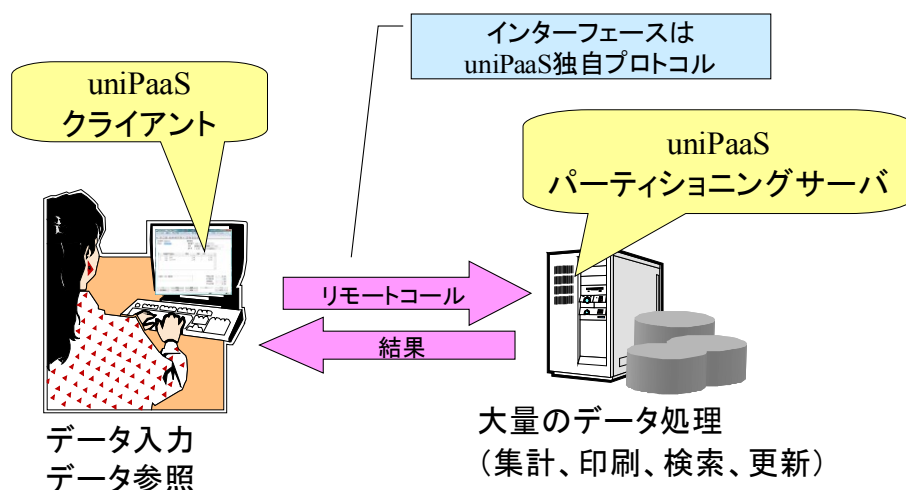 インターフェースは
uniPaaS独自プロトコル
uniPaaS
クライアント
uniPaaS
パーティショニングサーバ
リモートコール
結果
データ入力
データ参照
大量のデータ処理
（集計、印刷、検索、更新）